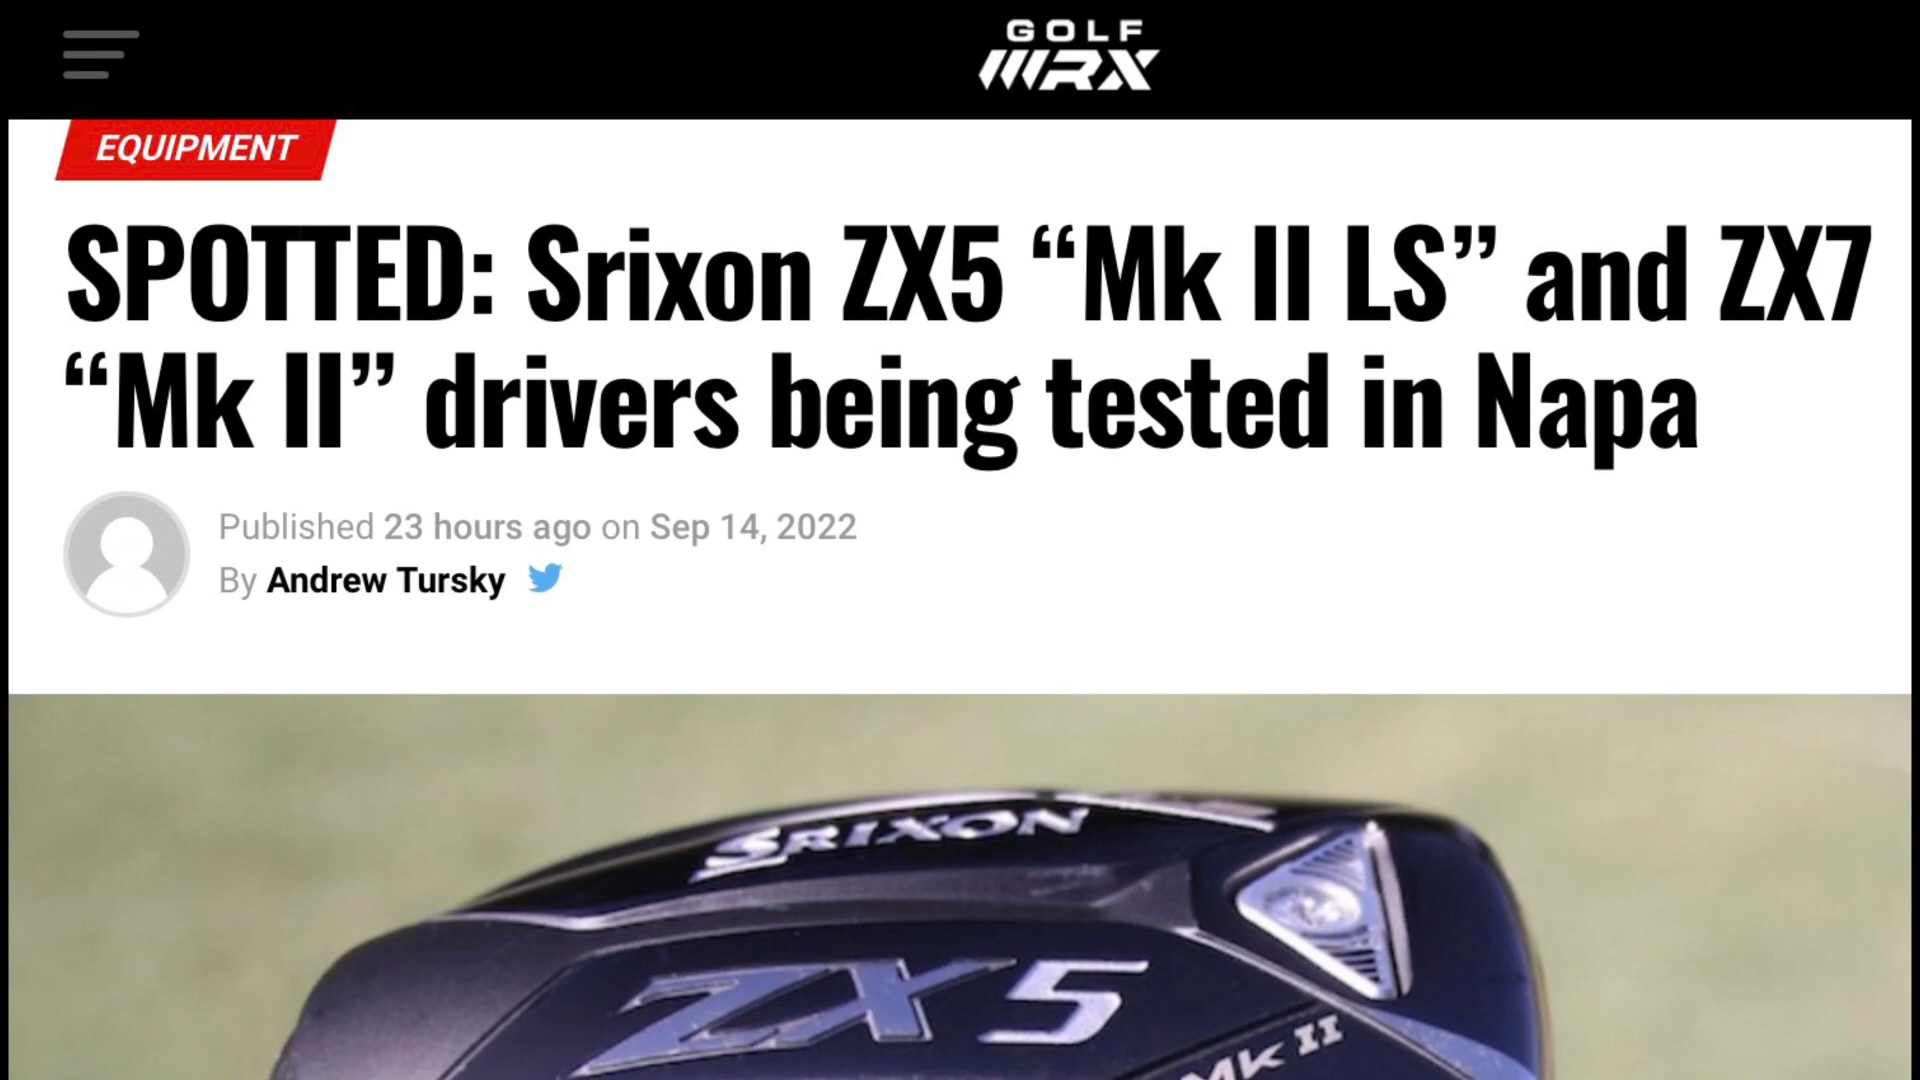 GOLF
WRX
EQUIPMENT
SPOTTED: Srixon ZX5 “Mk II LS” and ZX7
“Mk II” drivers being tested in Napa
Published 23 hours ago on Sep 14, 2022
By Andrew Tursky
SRIXON
ZX5
Mk II